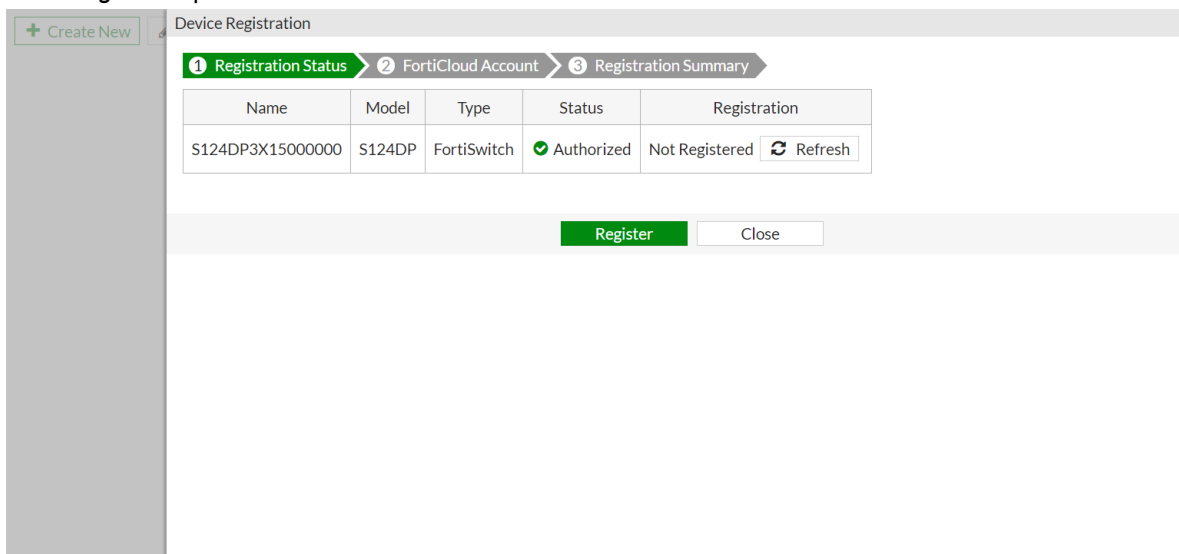 Create New
Device Registration
1 Registration Status 2 FortiCloud Account 3 Registration Summary
Name Model Type Status Registration
S124DP3X15000000 S124DP FortiSwitch Authorized Not Registered Refresh
Register Close